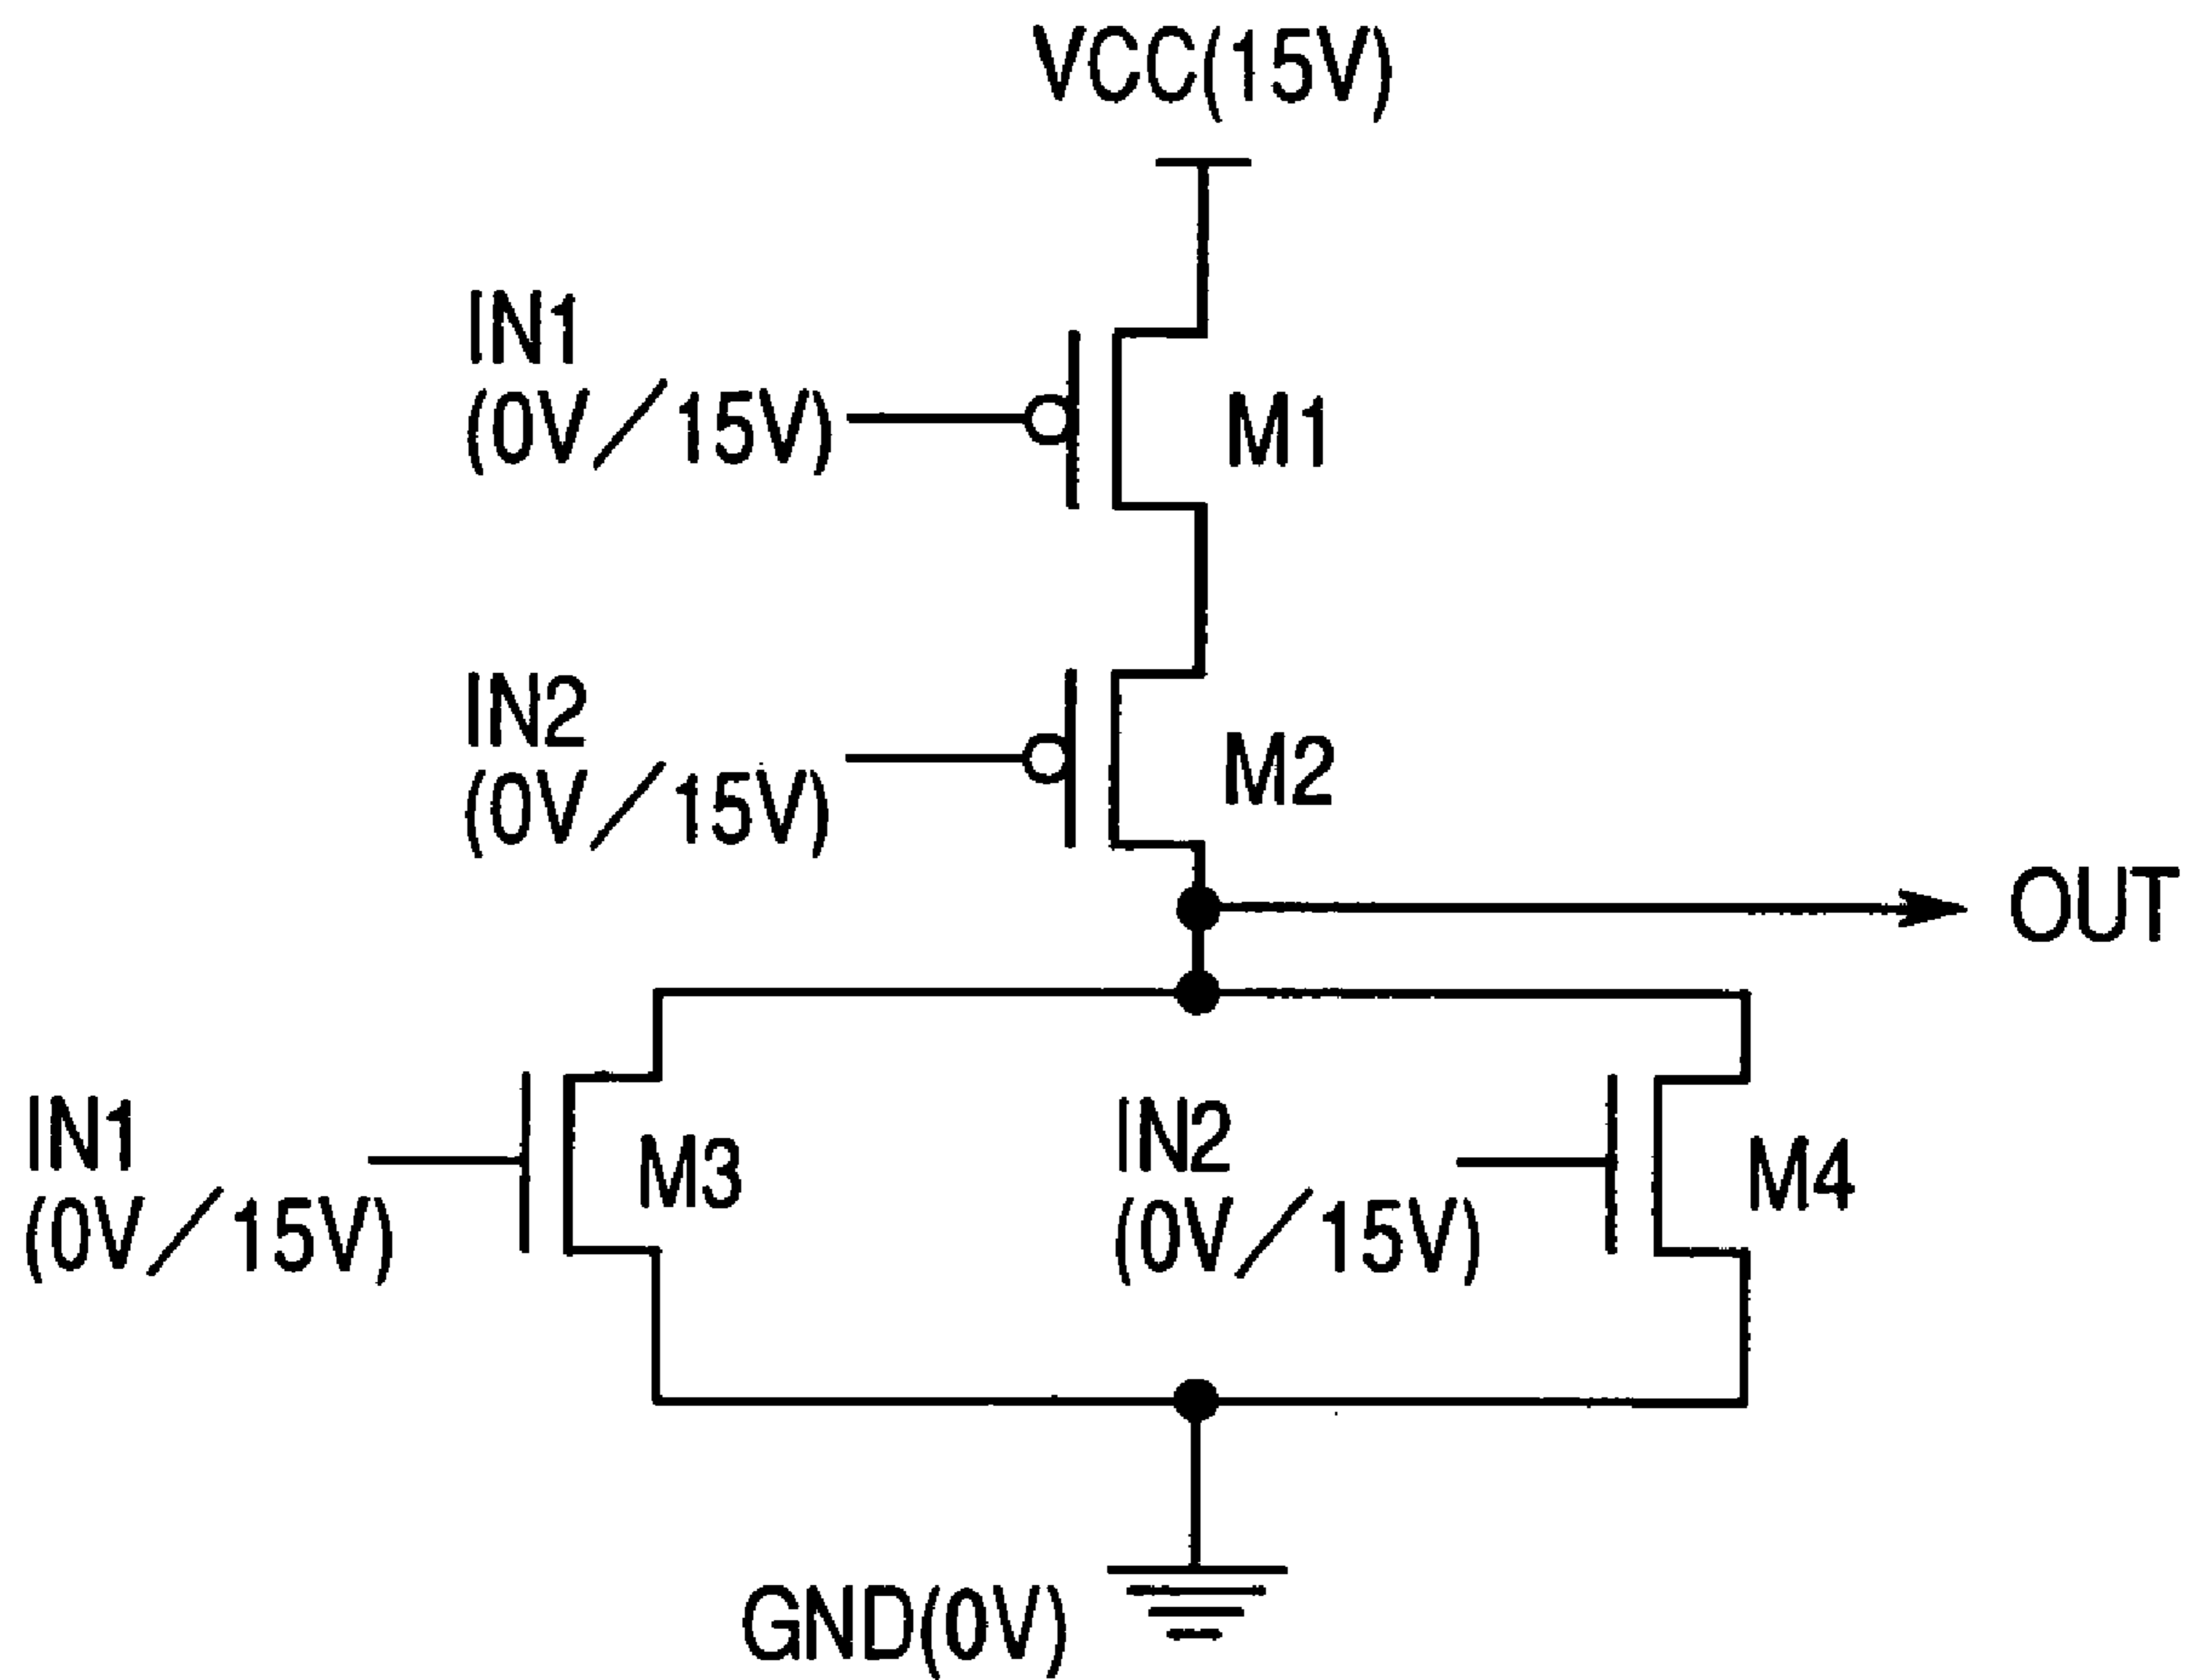 VCC(15V)
IN1
(0V/15V)
M1
IN2
(0V/15V)
M2
OUT
IN1
(0V/15V)
M3
IN2
(0V/15V)
M4
GND(0V)